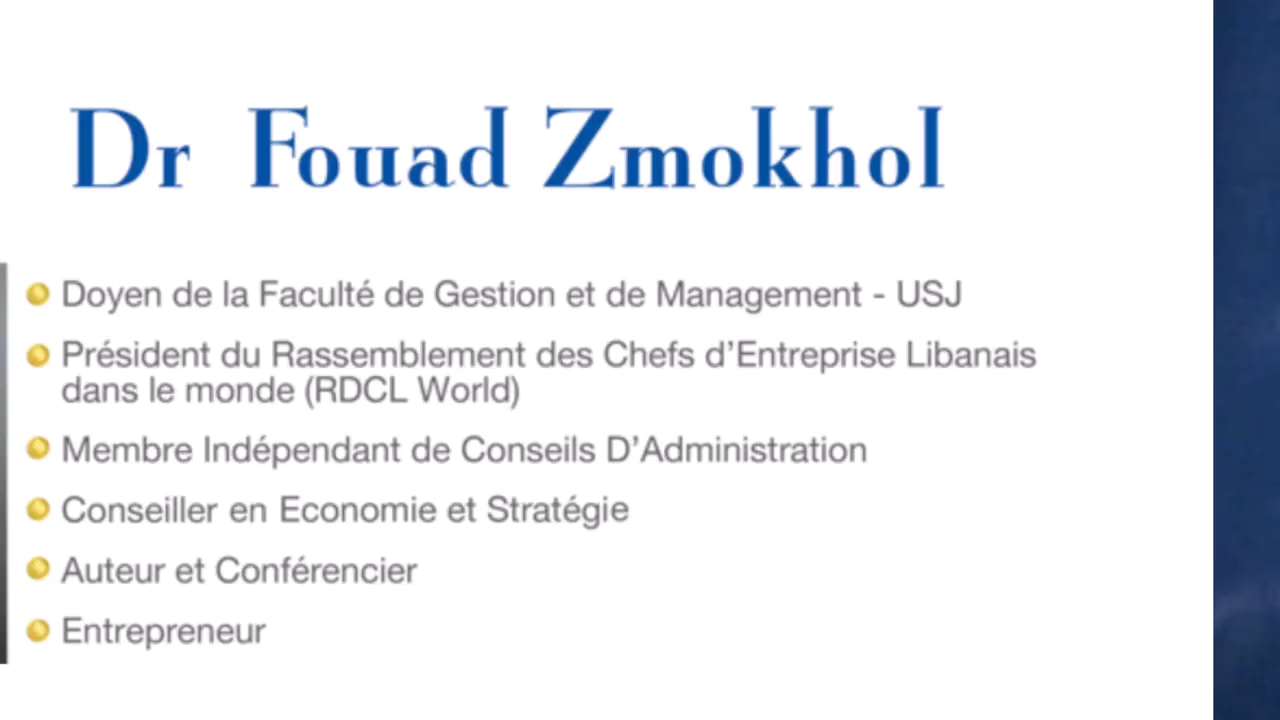 Dr Fouad Zmokhol
Doyen de la Faculté de Gestion et de Management - USJ
Président du Rassemblement des Chefs d’Entreprise Libanais
dans le monde (RDCL World)
Membre Indépendant de Conseils D’Administration
Conseiller en Economie et Stratégie
Auteur et Conférencier
Entrepreneur